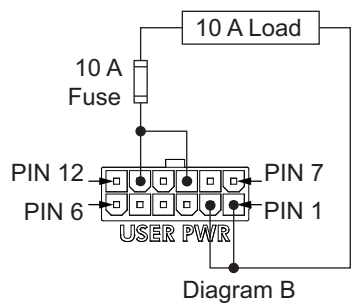 10 A Load
10 A
Fuse
PIN 12
PIN 7
PIN 6
PIN 1
USER PWR
Diagram B